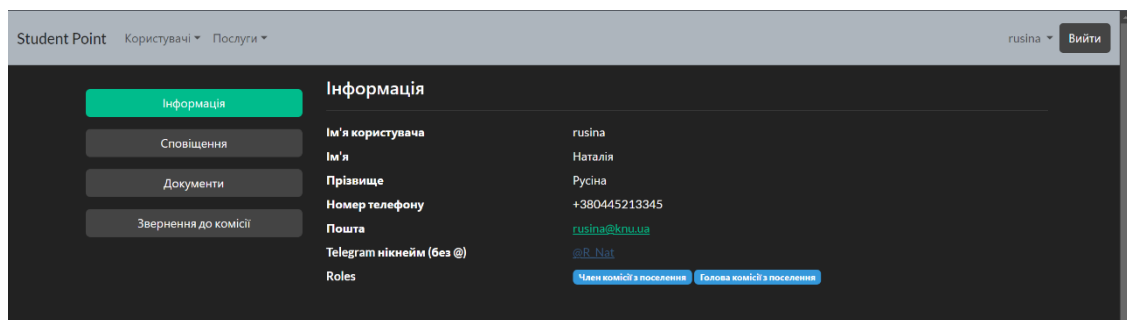 Student Point Користувачі Послуги rusina Вийти
Інформація
Сповіщення
Документи
Звернення до комісії
Інформація
Ім'я користувача rusina
Ім'я Наталія
Прізвище Русіна
Номер телефону +380445213345
Пошта rusina@knu.ua
Telegram нікнейм (без @) @R_Nat
Roles Член комісії з поселення Голова комісії з поселення